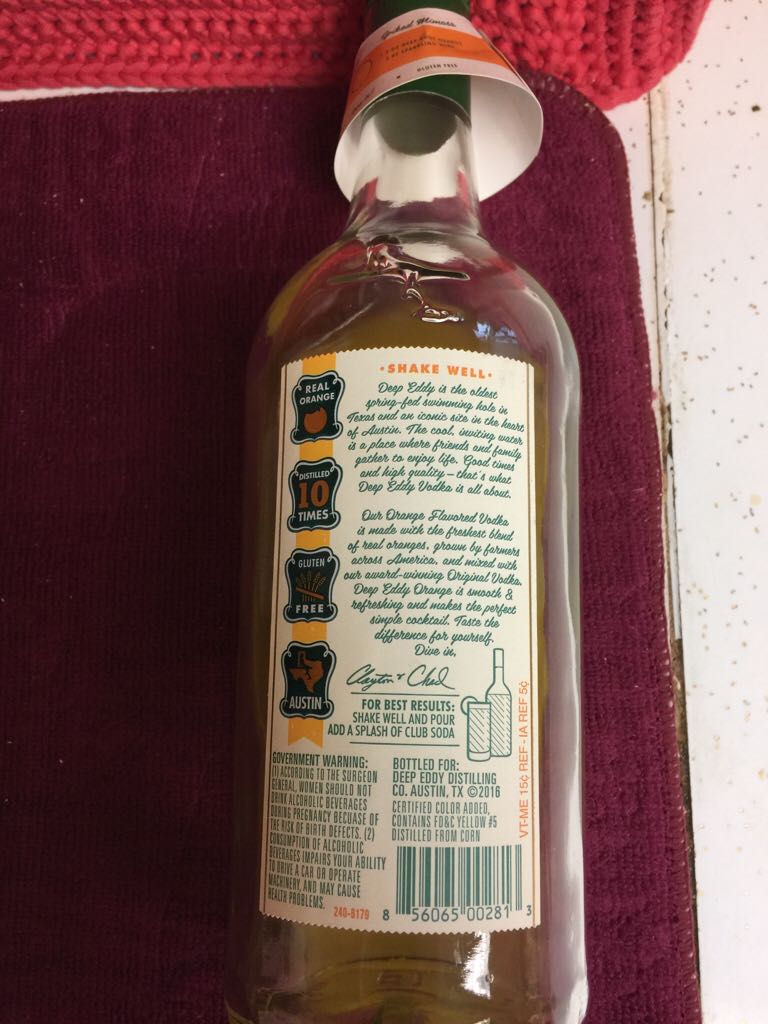 Spiked Mimosa
GLUTEN FREE
• SHAKE WELL •
REAL
ORANGE
DISTILLED
10
TIMES
GLUTEN
FREE
AUSTIN
Deep Eddy is the oldest
spring-fed swimming hole in
Texas and an iconic site in the heart
of Austin. The cool, inviting water
is a place where friends and family
gather to enjoy life. Good times
and high quality – that's what
Deep Eddy Vodka is all about.
Our Orange Flavored Vodka
is made with the freshest blend
of real oranges, grown by farmers
across America, and mixed with
our award-winning Original Vodka.
Deep Eddy Orange is smooth &
refreshing and makes the perfect
simple cocktail. Taste the
difference for yourself.
Dive in,
Clayton & Chad
FOR BEST RESULTS:
SHAKE WELL AND POUR
ADD A SPLASH OF CLUB SODA
GOVERNMENT WARNING:
(1) ACCORDING TO THE SURGEON
GENERAL, WOMEN SHOULD NOT
DRINK ALCOHOLIC BEVERAGES
DURING PREGNANCY BECUASE OF
THE RISK OF BIRTH DEFECTS. (2)
CONSUMPTION OF ALCOHOLIC
BEVERAGES IMPAIRS YOUR ABILITY
TO DRIVE A CAR OR OPERATE
MACHINERY, AND MAY CAUSE
HEALTH PROBLEMS.
240-8179
BOTTLED FOR:
DEEP EDDY DISTILLING
CO. AUSTIN, TX ©2016
CERTIFIED COLOR ADDED,
CONTAINS FD&C YELLOW #5
DISTILLED FROM CORN
8 56065 00281 3
VT-ME 15¢ REF - IA REF 5¢